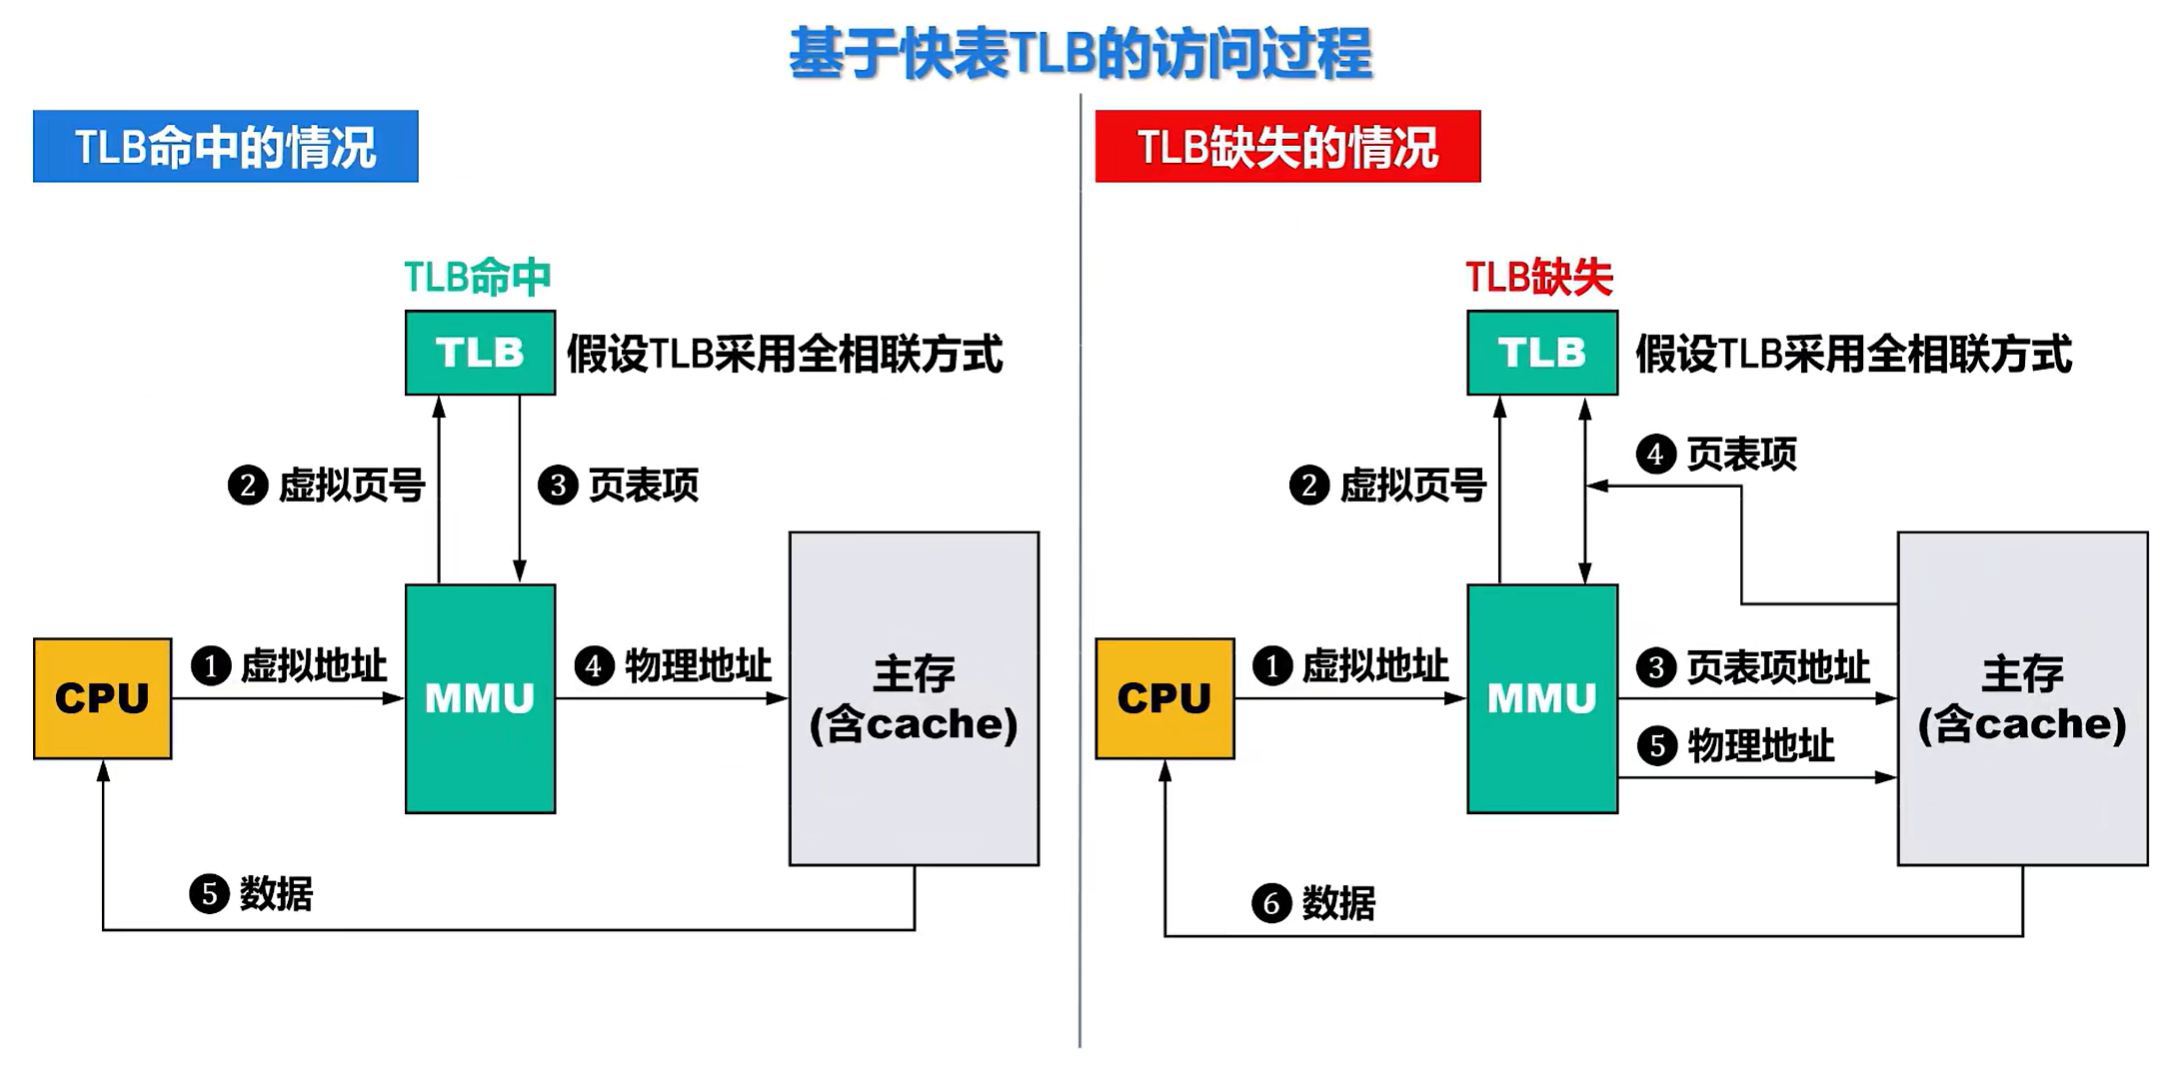 基于快表TLB的访问过程
TLB命中的情况
TLB命中
TLB
假设TLB采用全相联方式
❷ 虚拟页号
❸ 页表项
CPU
❶ 虚拟地址
MMU
❹ 物理地址
主存
(含cache)
❺ 数据
TLB缺失的情况
TLB缺失
TLB
假设TLB采用全相联方式
❹ 页表项
❷ 虚拟页号
CPU
❶ 虚拟地址
MMU
❸ 页表项地址
❺ 物理地址
主存
(含cache)
❻ 数据